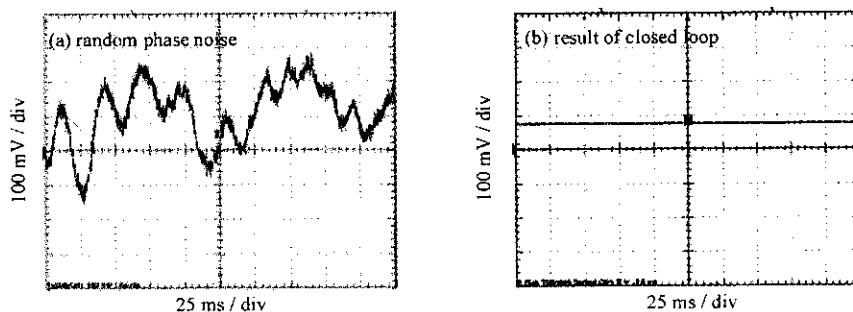 (a) random phase noise
100 mV / div
25 ms / div
(b) result of closed loop
100 mV / div
25 ms / div